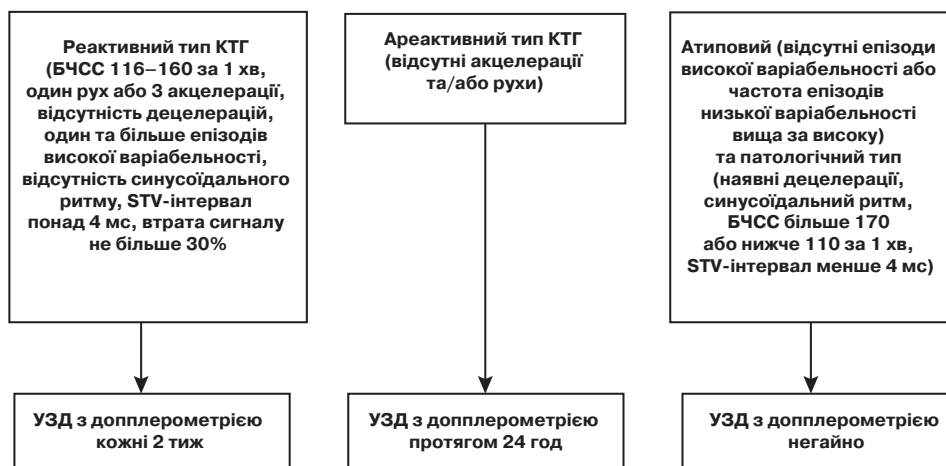 Реактивний тип КТГ
(БЧСС 116–160 за 1 хв,
один рух або 3 акцелерації,
відсутність децелерацій,
один та більше епізодів
високої варіабельності,
відсутність синусоїдального
ритму, STV-інтервал
понад 4 мс, втрата сигналу
не більше 30%
УЗД з допплерометрією
кожні 2 тиж
Ареактивний тип КТГ
(відсутні акцелерації
та/або рухи)
УЗД з допплерометрією
протягом 24 год
Атиповий (відсутні епізоди
високої варіабельності або
частота епізодів
низької варіабельності
вища за високу)
та патологічний тип
(наявні децелерації,
синусоїдальний ритм,
БЧСС більше 170
або нижче 110 за 1 хв,
STV-інтервал менше 4 мс)
УЗД з допплерометрією
негайно